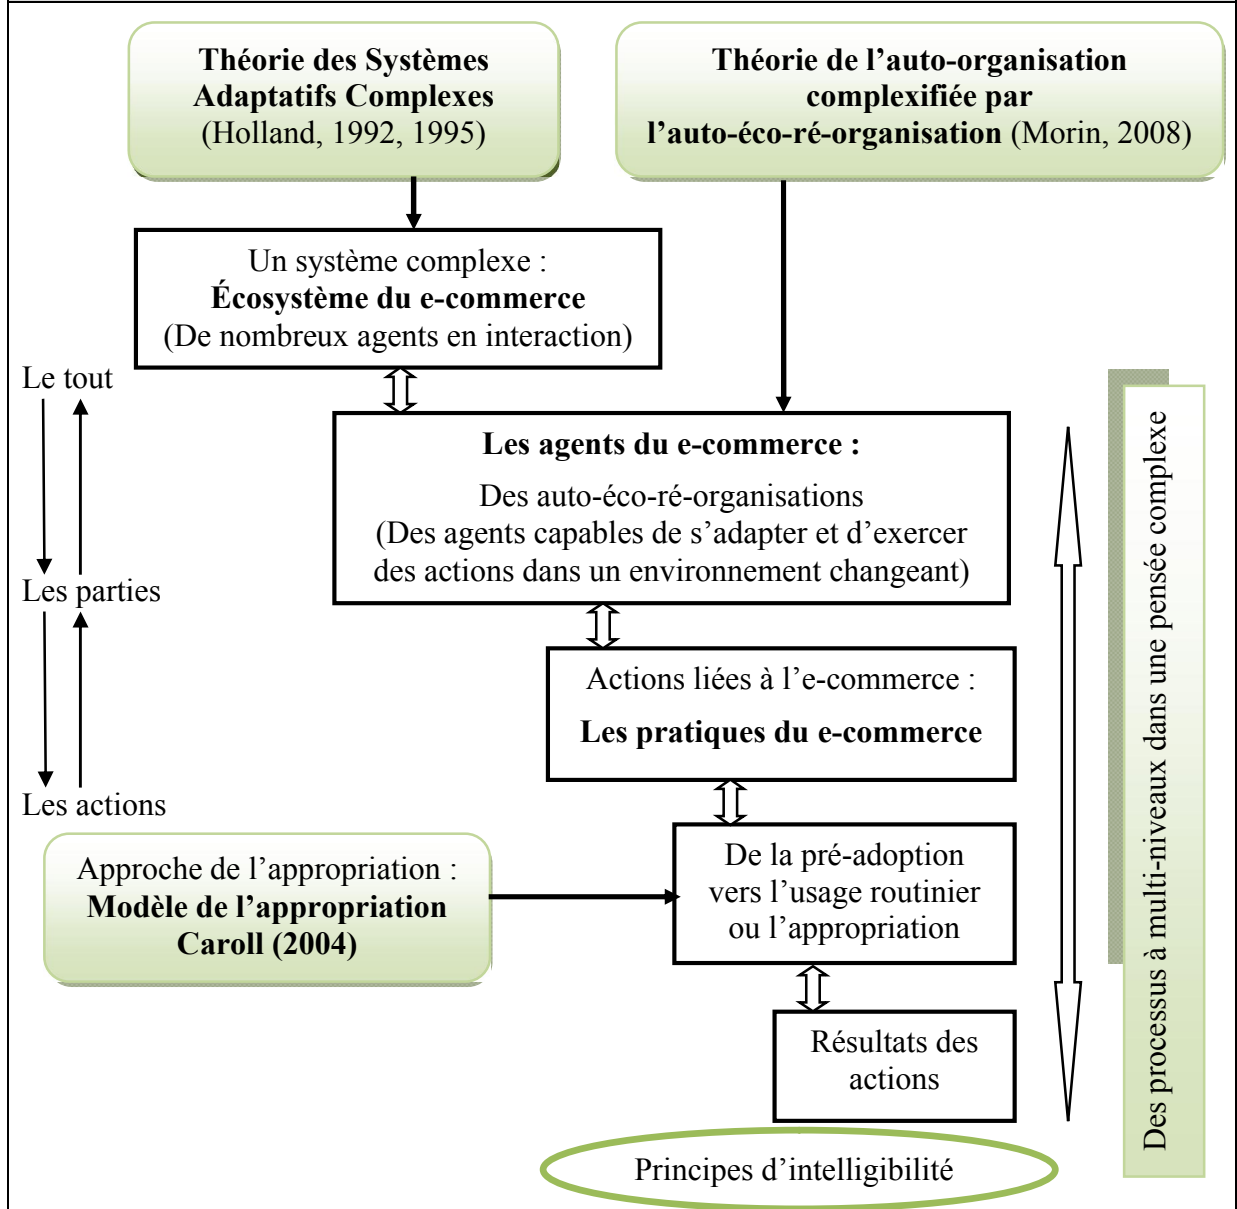 Théorie des Systèmes
Adaptatifs Complexes
(Holland, 1992, 1995)
Théorie de l’auto-organisation
complexifiée par
l’auto-éco-ré-organisation (Morin, 2008)
Un système complexe :
Écosystème du e-commerce
(De nombreux agents en interaction)
Le tout
Les agents du e-commerce :
Des auto-éco-ré-organisations
(Des agents capables de s’adapter et d’exercer
des actions dans un environnement changeant)
Les parties
Actions liées à l’e-commerce :
Les pratiques du e-commerce
Les actions
Approche de l’appropriation :
Modèle de l’appropriation
Caroll (2004)
De la pré-adoption
vers l’usage routinier
ou l’appropriation
Résultats des
actions
Principes d’intelligibilité
Des processus à multi-niveaux dans une pensée complexe